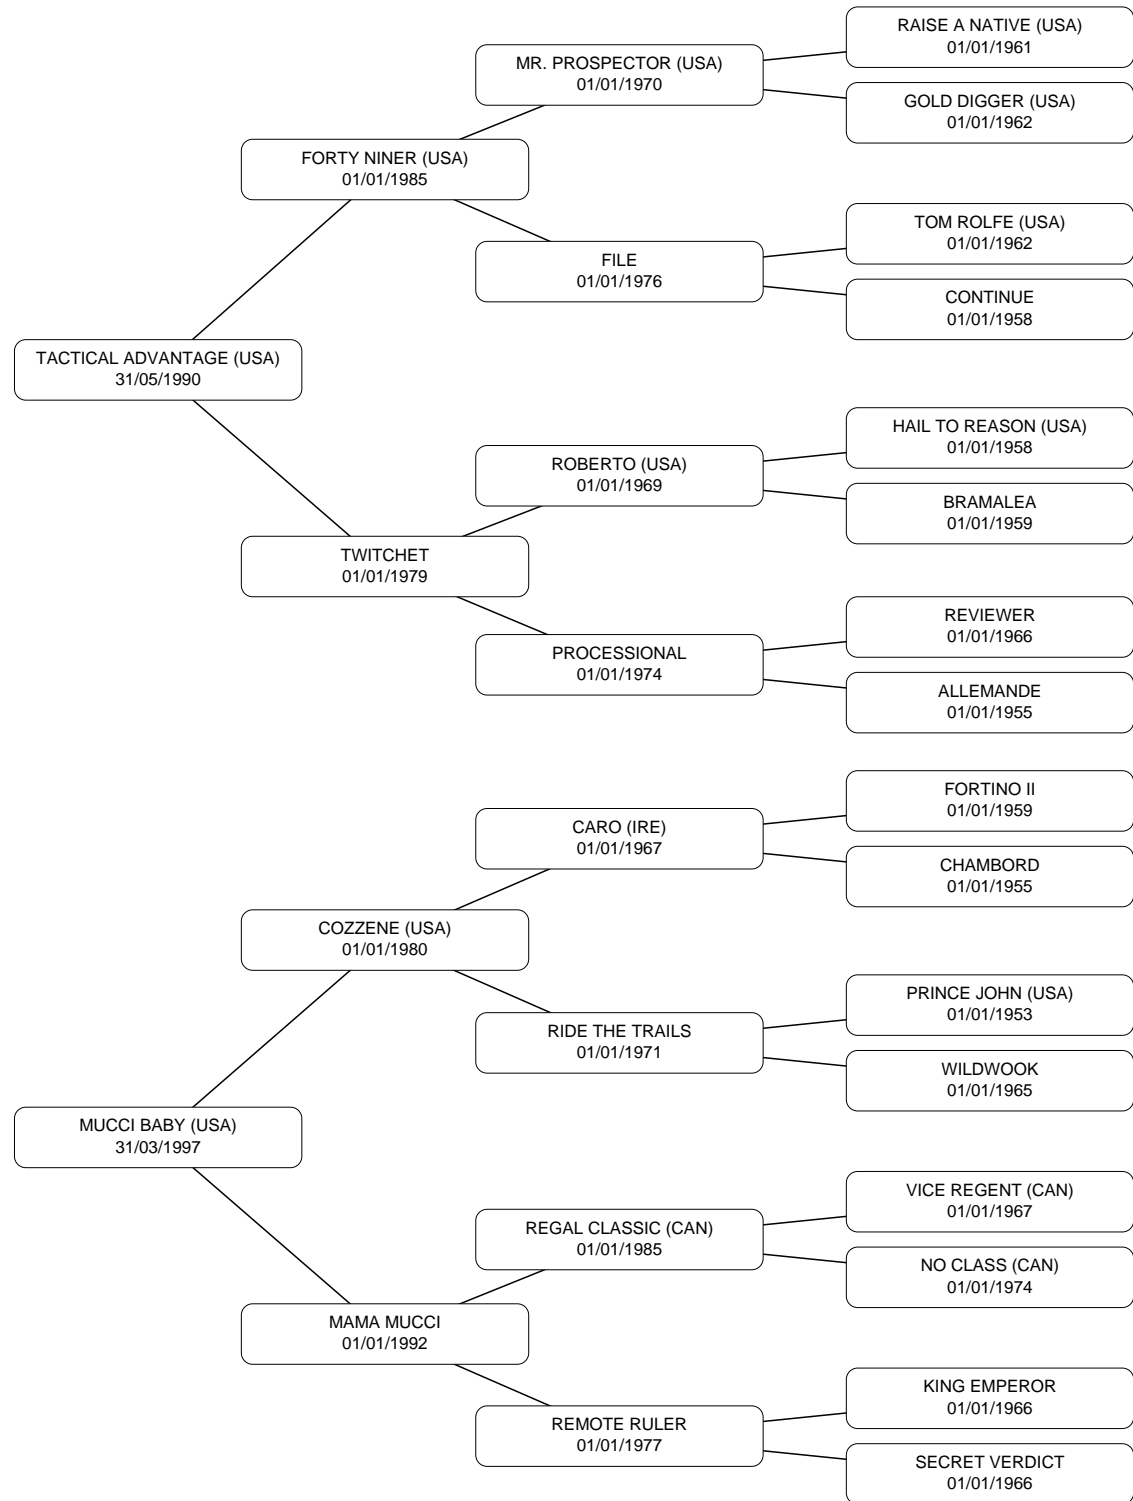 RAISE A NATIVE (USA)
01/01/1961
MR. PROSPECTOR (USA)
01/01/1970
GOLD DIGGER (USA)
01/01/1962
FORTY NINER (USA)
01/01/1985
TOM ROLFE (USA)
01/01/1962
FILE
01/01/1976
CONTINUE
01/01/1958
TACTICAL ADVANTAGE (USA)
31/05/1990
HAIL TO REASON (USA)
01/01/1958
ROBERTO (USA)
01/01/1969
BRAMALEA
01/01/1959
TWITCHET
01/01/1979
REVIEWER
01/01/1966
PROCESSIONAL
01/01/1974
ALLEMANDE
01/01/1955
FORTINO II
01/01/1959
CARO (IRE)
01/01/1967
CHAMBORD
01/01/1955
COZZENE (USA)
01/01/1980
PRINCE JOHN (USA)
01/01/1953
RIDE THE TRAILS
01/01/1971
WILDWOOK
01/01/1965
MUCCI BABY (USA)
31/03/1997
VICE REGENT (CAN)
01/01/1967
REGAL CLASSIC (CAN)
01/01/1985
NO CLASS (CAN)
01/01/1974
MAMA MUCCI
01/01/1992
KING EMPEROR
01/01/1966
REMOTE RULER
01/01/1977
SECRET VERDICT
01/01/1966